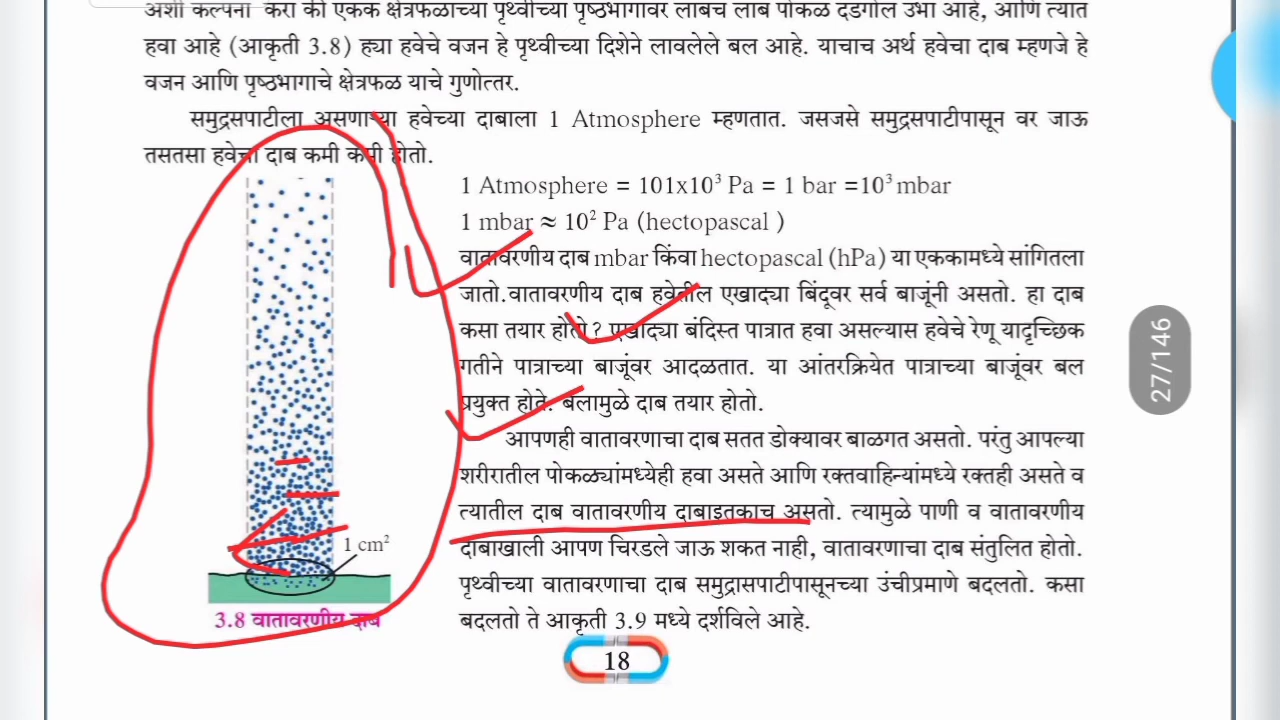 अशी कल्पना करा की एकक क्षेत्रफळाच्या पृथ्वीच्या पृष्ठभागावर लांबच लांब पोकळ दंडगोल उभा आहे, आणि त्यात
हवा आहे (आकृती 3.8) ह्या हवेचे वजन हे पृथ्वीच्या दिशेने लावलेले बल आहे. याचाच अर्थ हवेचा दाब म्हणजे हे
वजन आणि पृष्ठभागाचे क्षेत्रफळ याचे गुणोत्तर.
समुद्रसपाटीला असणाऱ्या हवेच्या दाबाला 1 Atmosphere म्हणतात. जसजसे समुद्रसपाटीपासून वर जाऊ
तसतसा हवेचा दाब कमी कमी होतो.
1 Atmosphere = 101x10³ Pa = 1 bar =10³ mbar
1 mbar ≈ 10² Pa (hectopascal )
वातावरणीय दाब mbar किंवा hectopascal (hPa) या एककामध्ये सांगितला
जातो.वातावरणीय दाब हवेतील एखाद्या बिंदूवर सर्व बाजूंनी असतो. हा दाब
कसा तयार होतो? एखाद्या बंदिस्त पात्रात हवा असल्यास हवेचे रेणू यादृच्छिक
गतीने पात्राच्या बाजूंवर आदळतात. या आंतरक्रियेत पात्राच्या बाजूंवर बल
प्रयुक्त होते. बलामुळे दाब तयार होतो.
आपणही वातावरणाचा दाब सतत डोक्यावर बाळगत असतो. परंतु आपल्या
शरीरातील पोकळ्यांमध्येही हवा असते आणि रक्तवाहिन्यांमध्ये रक्तही असते व
त्यातील दाब वातावरणीय दाबाइतकाच असतो. त्यामुळे पाणी व वातावरणीय
दाबाखाली आपण चिरडले जाऊ शकत नाही, वातावरणाचा दाब संतुलित होतो.
पृथ्वीच्या वातावरणाचा दाब समुद्रासपाटीपासूनच्या उंचीप्रमाणे बदलतो. कसा
बदलतो ते आकृती 3.9 मध्ये दर्शविले आहे.
1 cm²
3.8 वातावरणीय दाब
18
27/146